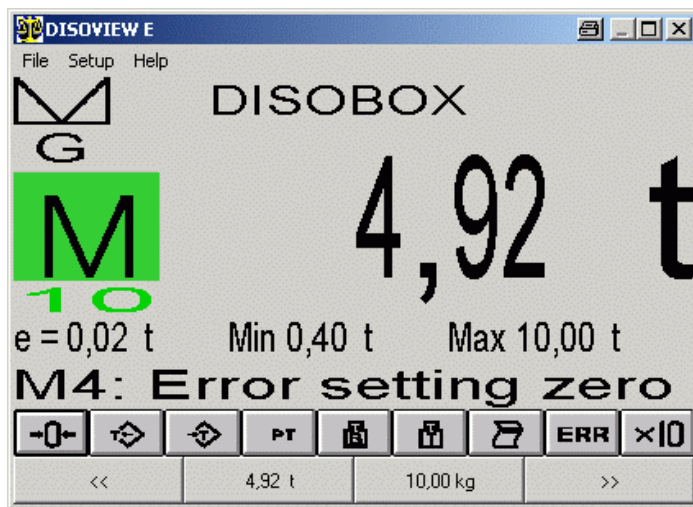 DISOVIEW E
File Setup Help
DISOBOX
G
4,92 t
M
10
e = 0,02 t Min 0,40 t Max 10,00 t
M4: Error setting zero
→0← T PT ERR ×10
<< 4,92 t 10,00 kg >>